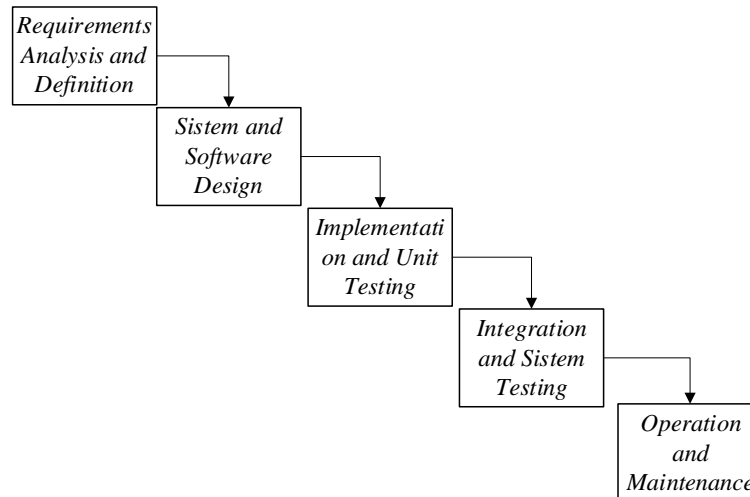 Requirements
Analysis and
Definition
Sistem and
Software
Design
Implementati
on and Unit
Testing
Integration
and Sistem
Testing
Operation
and
Maintenance